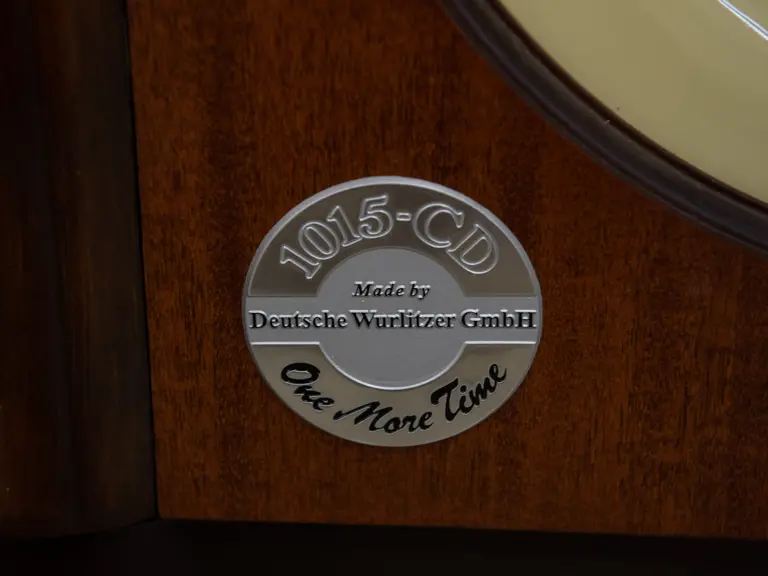 1015-CD
Made by
Deutsche Wurlitzer GmbH
One More Time